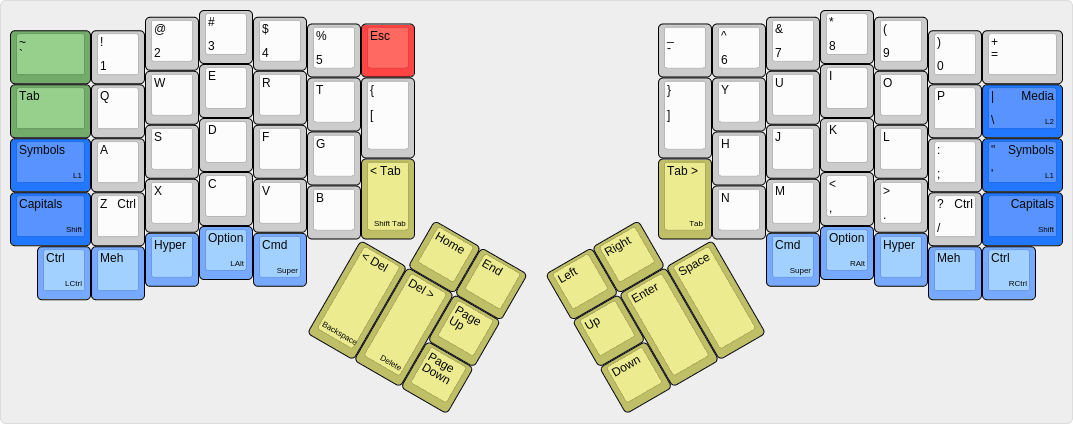 ~
`
!
1
@
2
#
3
$
4
%
5
Esc
Tab
Q
W
E
R
T
{
[
Symbols
L1
A
S
D
F
G
< Tab
Shift Tab
Capitals
Shift
Z Ctrl
X
C
V
B
Ctrl
LCtrl
Meh
Hyper
Option
LAlt
Cmd
Super
< Del
Backspace
Del >
Delete
Home
End
Page
Up
Page
Down
_
-
^
6
&
7
*
8
(
9
)
0
+
=
}
]
Y
U
I
O
P
| Media
\
L2
Tab >
Tab
H
J
K
L
:
;
" Symbols
'
L1
N
M
<
,
>
.
? Ctrl
/
Capitals
Shift
Cmd
Super
Option
RAlt
Hyper
Meh
Ctrl
RCtrl
Left
Right
Up
Down
Enter
Space